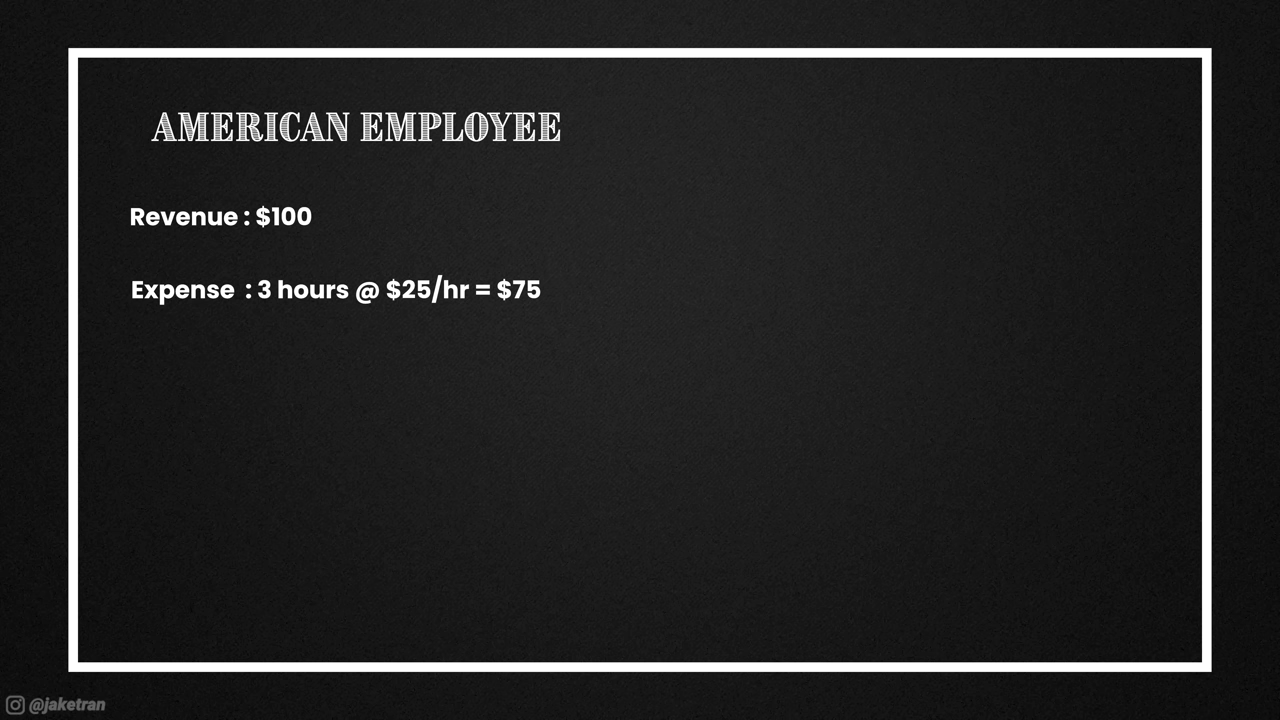 AMERICAN EMPLOYEE
Revenue : $100
Expense : 3 hours @ $25/hr = $75
@jaketran